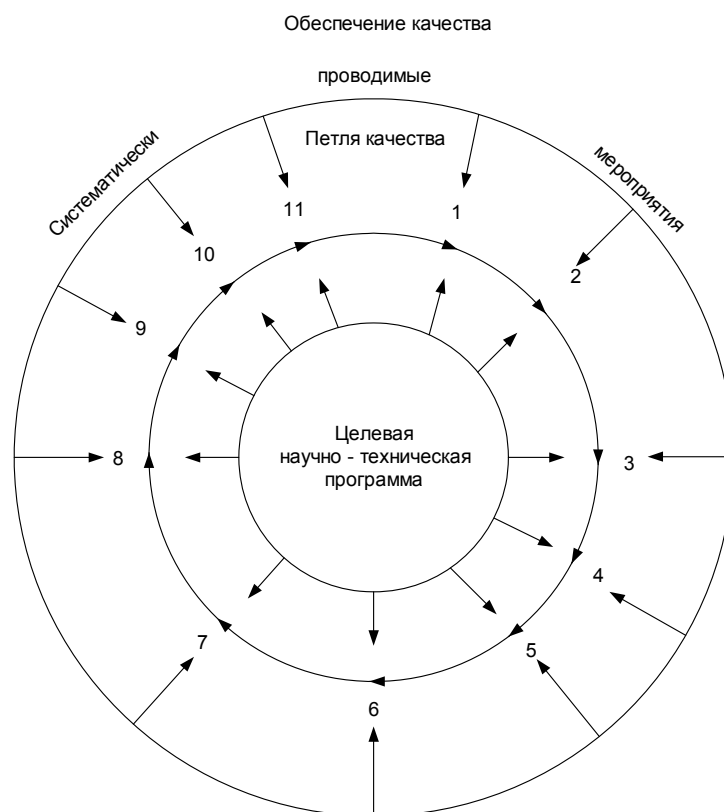 Обеспечение качества
Систематически
проводимые
мероприятия
Петля качества
11
1
10
2
9
8
3
4
7
5
6
Целевая
научно - техническая
программа